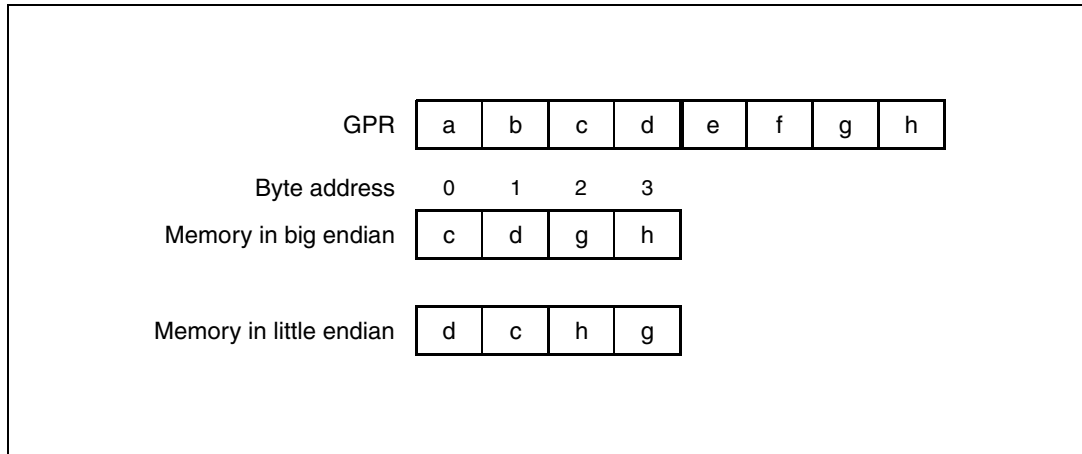 GPR a b c d e f g h
Byte address 0 1 2 3
Memory in big endian c d g h
Memory in little endian d c h g